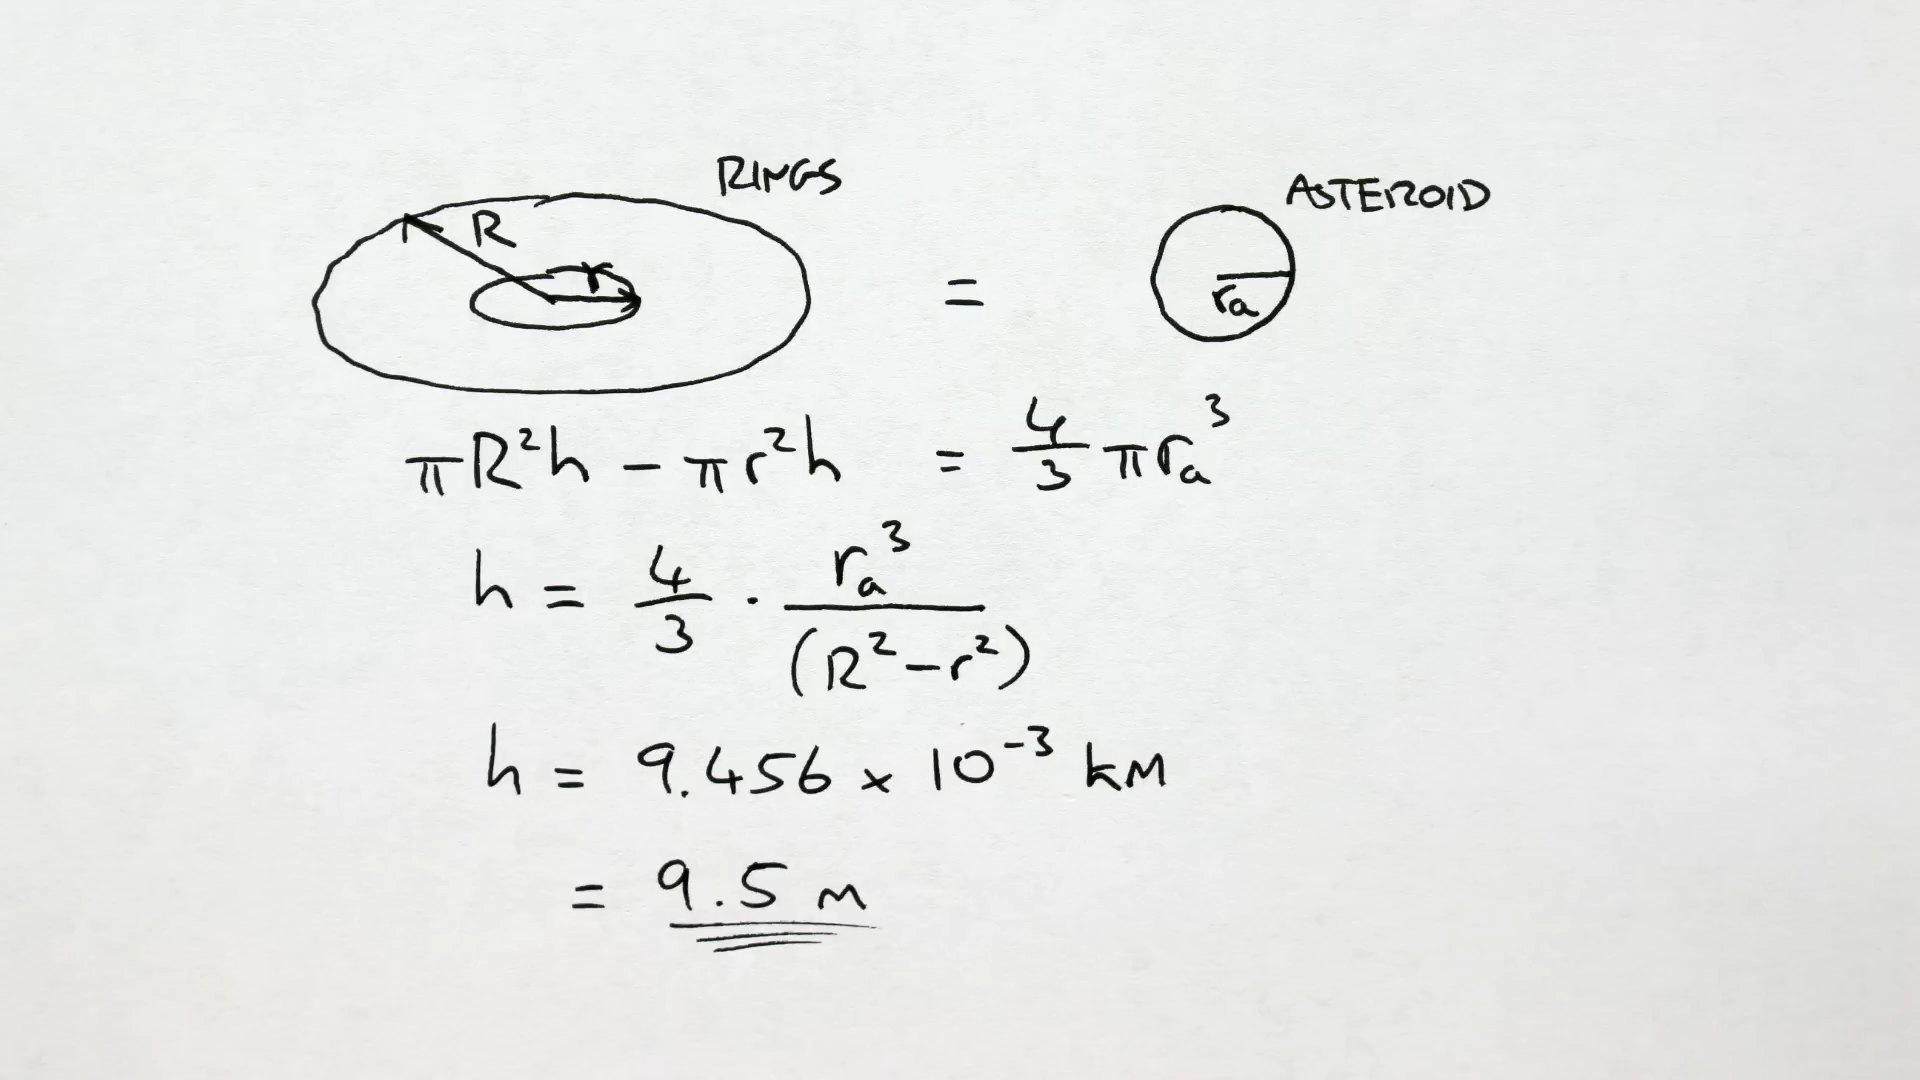 RINGS
ASTEROID
R
r
=
rₐ
πR²h − πr²h = 4/3 πrₐ³
h = 4/3 · rₐ³/(R²−r²)
h = 9.456 × 10⁻³ km
= 9.5 m